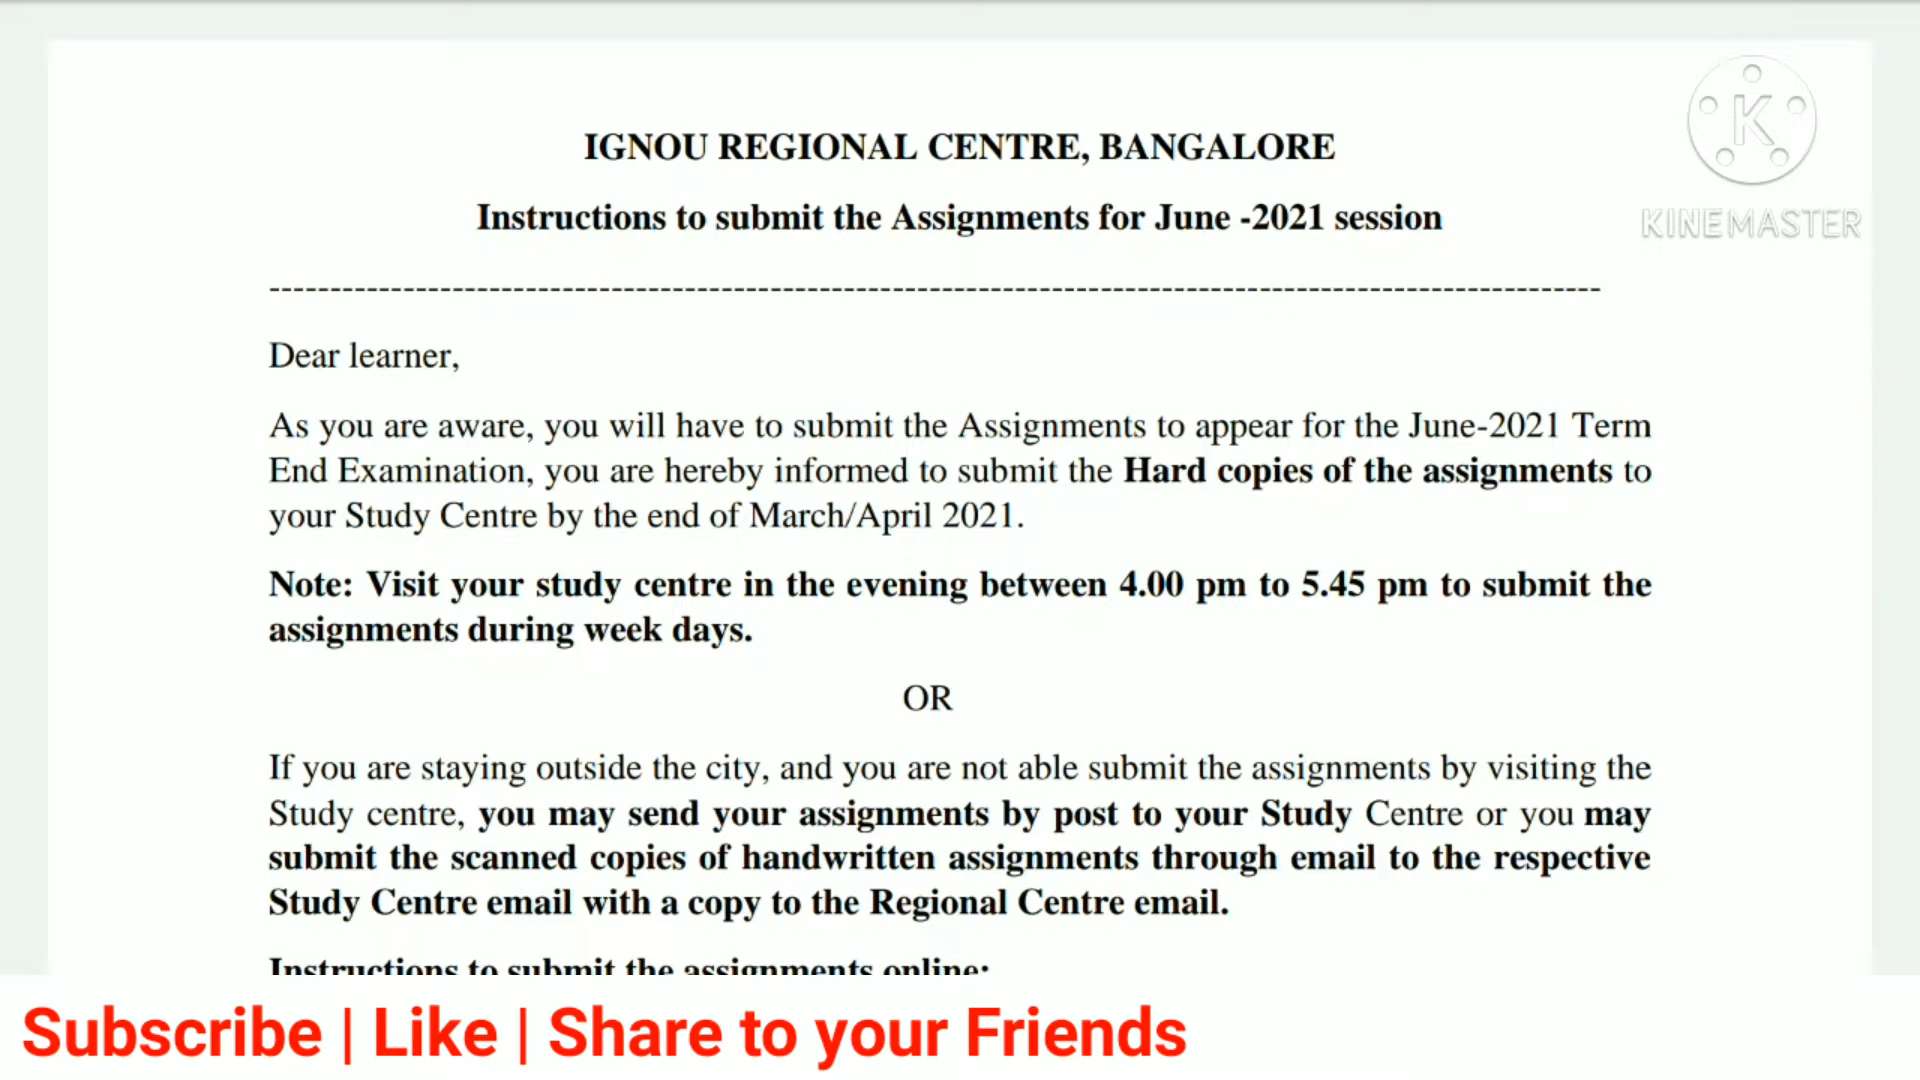 IGNOU REGIONAL CENTRE, BANGALORE
K
KINEMASTER
Instructions to submit the Assignments for June -2021 session
--------------------------------------------------------------------------------------------------------------
Dear learner,
As you are aware, you will have to submit the Assignments to appear for the June-2021 Term
End Examination, you are hereby informed to submit the Hard copies of the assignments to
your Study Centre by the end of March/April 2021.
Note: Visit your study centre in the evening between 4.00 pm to 5.45 pm to submit the
assignments during week days.
OR
If you are staying outside the city, and you are not able submit the assignments by visiting the
Study centre, you may send your assignments by post to your Study Centre or you may
submit the scanned copies of handwritten assignments through email to the respective
Study Centre email with a copy to the Regional Centre email.
Instructions to submit the assignments online:
Subscribe | Like | Share to your Friends